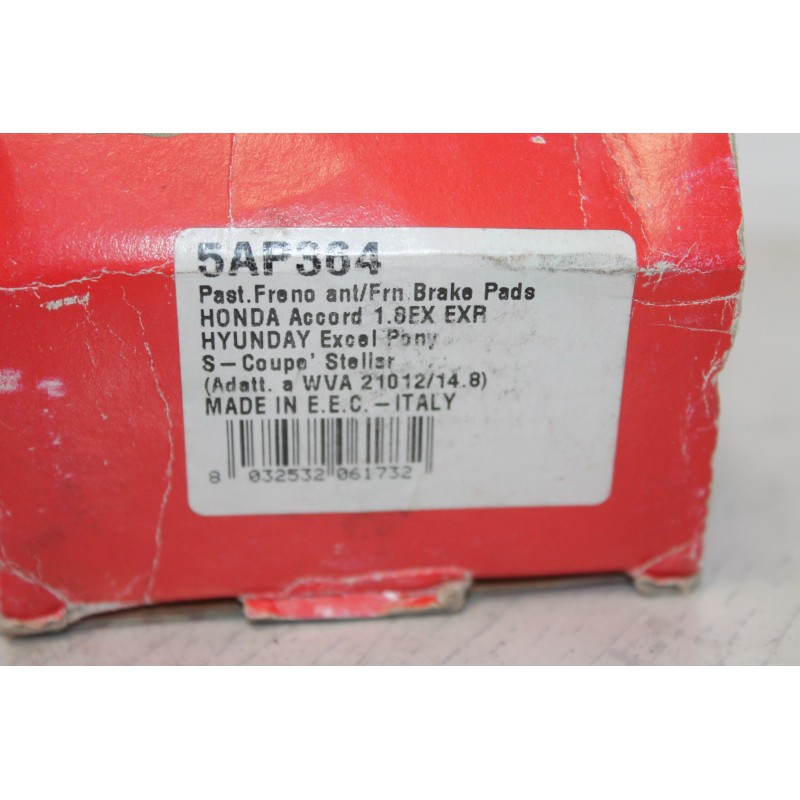 5AP364
Past.Freno ant/Frn.Brake Pads
HONDA Accord 1.8EX EXR
HYUNDAY Excel Pony
S-Coupe' Stellar
(Adatt. a WVA 21012/14.8)
MADE IN E.E.C.-ITALY
8 032532 061732